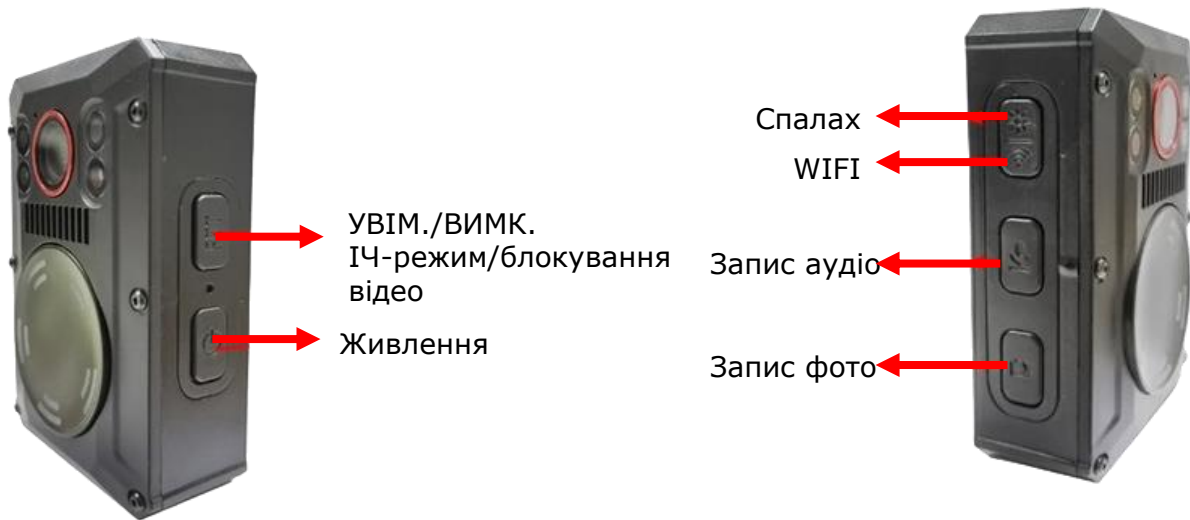 УВІМ./ВИМК.
ІЧ-режим/блокування
відео
Живлення
Спалах
WIFI
Запис аудіо
Запис фото